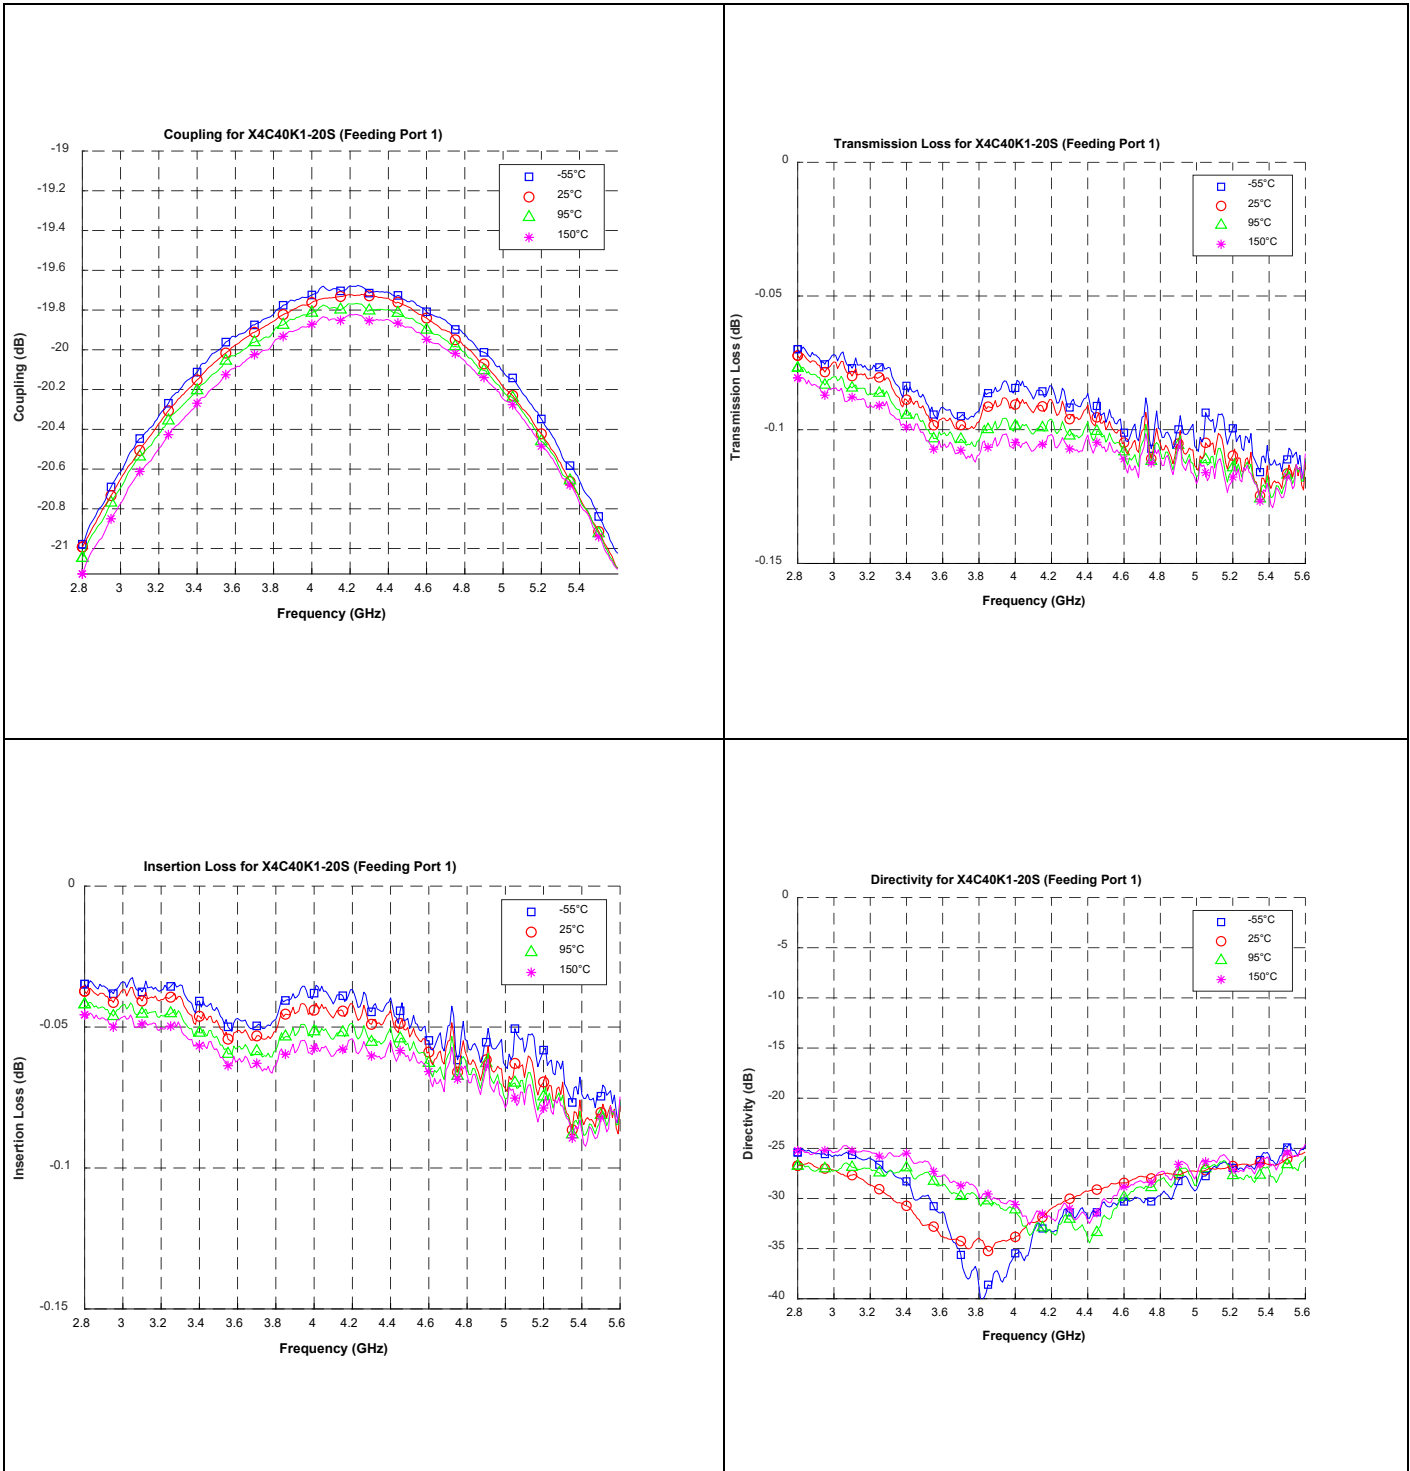 Coupling for X4C40K1-20S (Feeding Port 1)
-19
-19.2
-19.4
-19.6
-19.8
-20
-20.2
-20.4
-20.6
-20.8
-21
Coupling (dB)
-55°C
25°C
95°C
150°C
2.8 3 3.2 3.4 3.6 3.8 4 4.2 4.4 4.6 4.8 5 5.2 5.4
Frequency (GHz)
Transmission Loss for X4C40K1-20S (Feeding Port 1)
0
-0.05
-0.1
-0.15
Transmission Loss (dB)
-55°C
25°C
95°C
150°C
2.8 3 3.2 3.4 3.6 3.8 4 4.2 4.4 4.6 4.8 5 5.2 5.4 5.6
Frequency (GHz)
Insertion Loss for X4C40K1-20S (Feeding Port 1)
0
-0.05
-0.1
-0.15
Insertion Loss (dB)
-55°C
25°C
95°C
150°C
2.8 3 3.2 3.4 3.6 3.8 4 4.2 4.4 4.6 4.8 5 5.2 5.4 5.6
Frequency (GHz)
Directivity for X4C40K1-20S (Feeding Port 1)
0
-5
-10
-15
-20
-25
-30
-35
-40
Directivity (dB)
-55°C
25°C
95°C
150°C
2.8 3 3.2 3.4 3.6 3.8 4 4.2 4.4 4.6 4.8 5 5.2 5.4 5.6
Frequency (GHz)